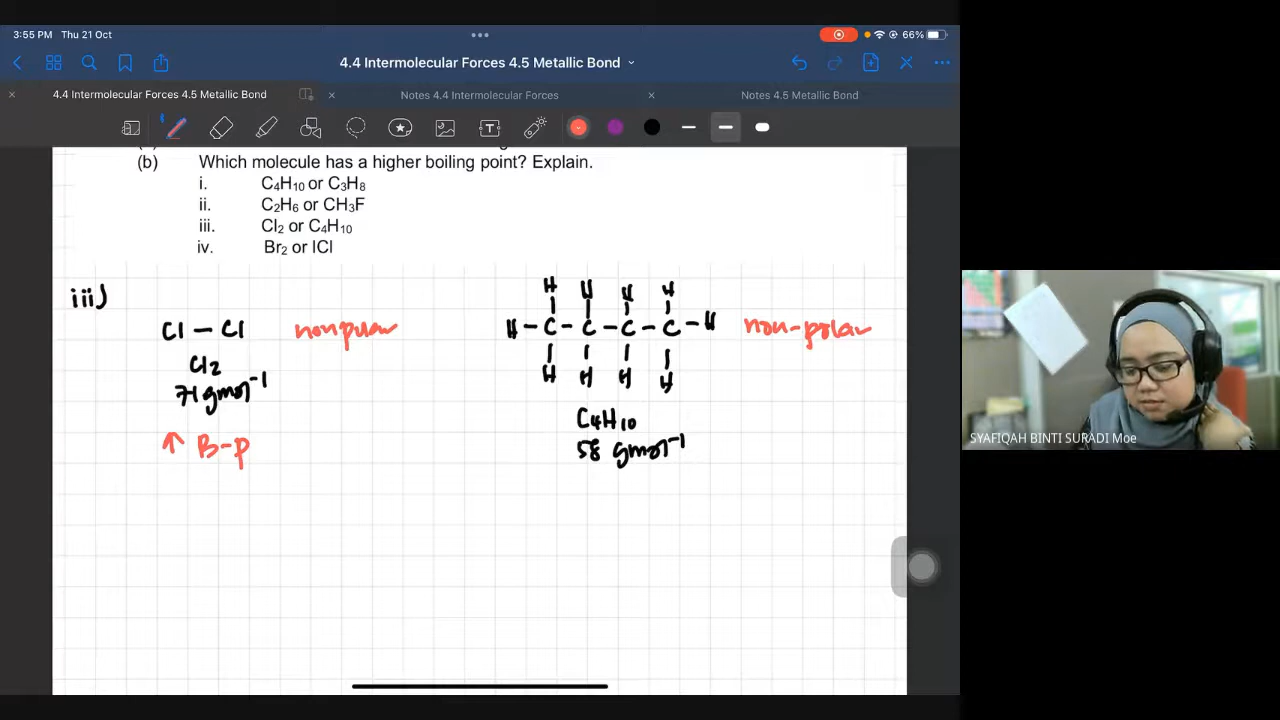 3:55 PM Thu 21 Oct
66%
4.4 Intermolecular Forces 4.5 Metallic Bond
4.4 Intermolecular Forces 4.5 Metallic Bond
Notes 4.4 Intermolecular Forces
Notes 4.5 Metallic Bond
(b) Which molecule has a higher boiling point? Explain.
i. C₄H₁₀ or C₃H₈
ii. C₂H₆ or CH₃F
iii. Cl₂ or C₄H₁₀
iv. Br₂ or ICl
iii)
H H H H
Cl — Cl nonpolar H – C – C – C – C – H non-polar
H H H H
Cl₂
71 gmol⁻¹
C₄H₁₀
↑ B-p
58 gmol⁻¹
SYAFIQAH BINTI SURADI Moe